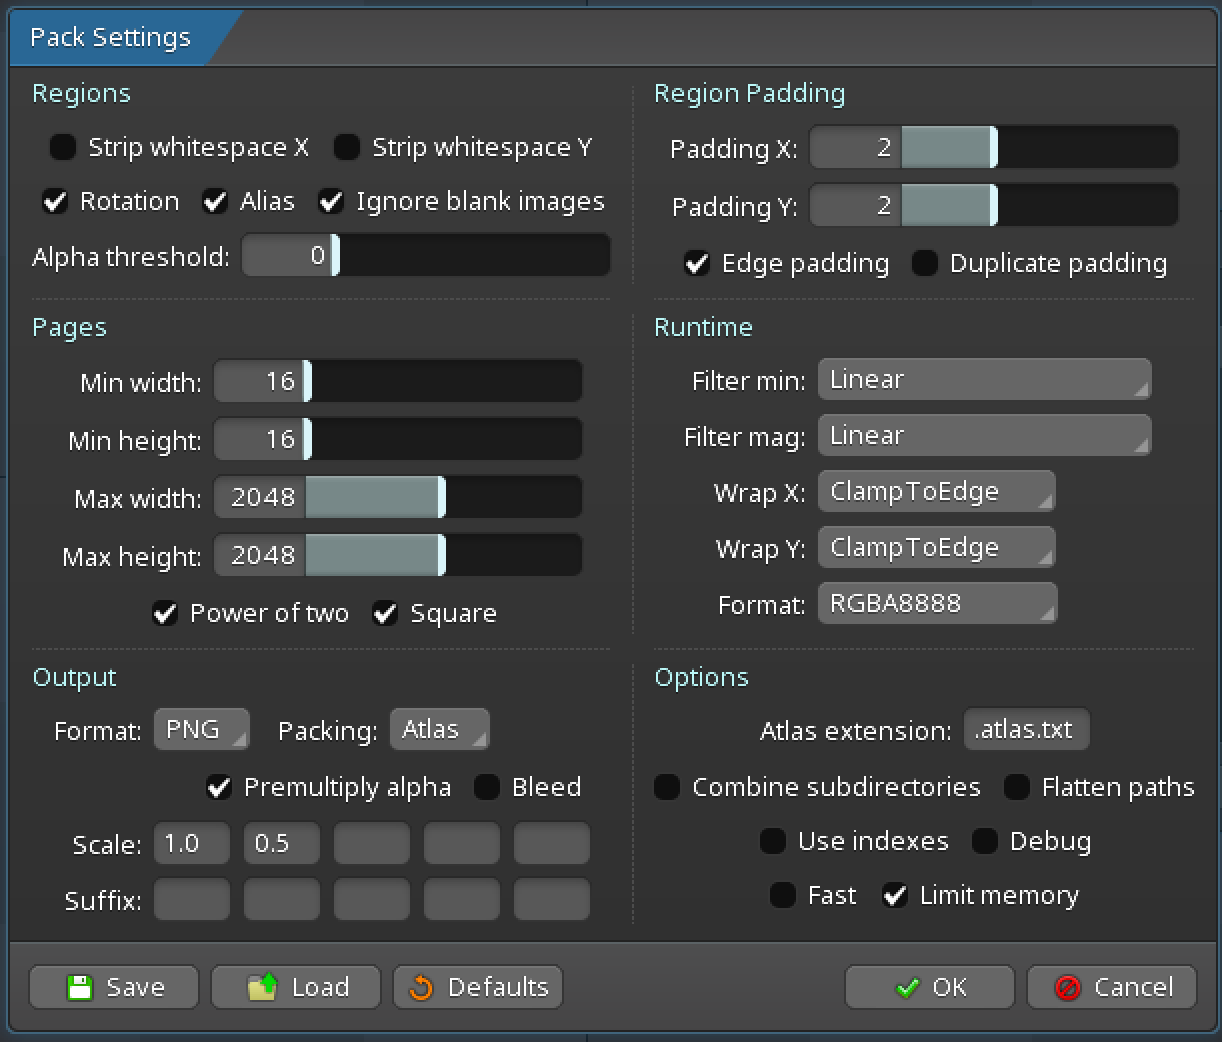 Pack Settings
Regions
Strip whitespace X Strip whitespace Y
Rotation Alias Ignore blank images
Alpha threshold: 0
Region Padding
Padding X: 2
Padding Y: 2
Edge padding Duplicate padding
Pages
Min width: 16
Min height: 16
Max width: 2048
Max height: 2048
Power of two Square
Runtime
Filter min: Linear
Filter mag: Linear
Wrap X: ClampToEdge
Wrap Y: ClampToEdge
Format: RGBA8888
Output
Format: PNG Packing: Atlas
Premultiply alpha Bleed
Scale: 1.0 0.5
Suffix:
Options
Atlas extension: .atlas.txt
Combine subdirectories Flatten paths
Use indexes Debug
Fast Limit memory
Save Load Defaults OK Cancel